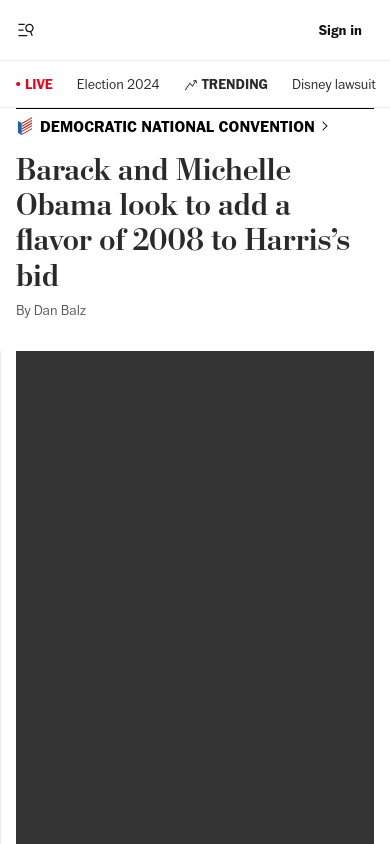 Sign in
LIVE
Election 2024
TRENDING
Disney lawsuit
DEMOCRATIC NATIONAL CONVENTION
Barack and Michelle
Obama look to add a
flavor of 2008 to Harris’s
bid
By Dan Balz